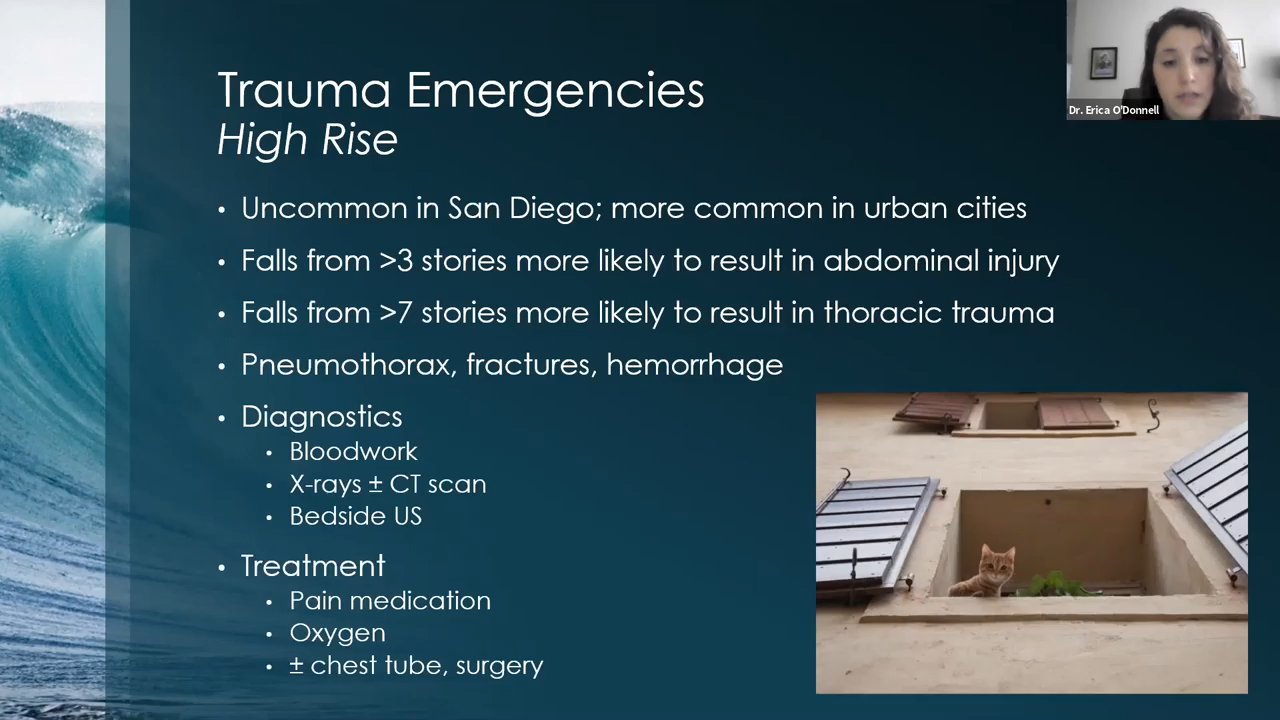 Trauma Emergencies
High Rise
Dr. Erica O'Donnell
• Uncommon in San Diego; more common in urban cities
• Falls from >3 stories more likely to result in abdominal injury
• Falls from >7 stories more likely to result in thoracic trauma
• Pneumothorax, fractures, hemorrhage
• Diagnostics
• Bloodwork
• X-rays ± CT scan
• Bedside US
• Treatment
• Pain medication
• Oxygen
• ± chest tube, surgery